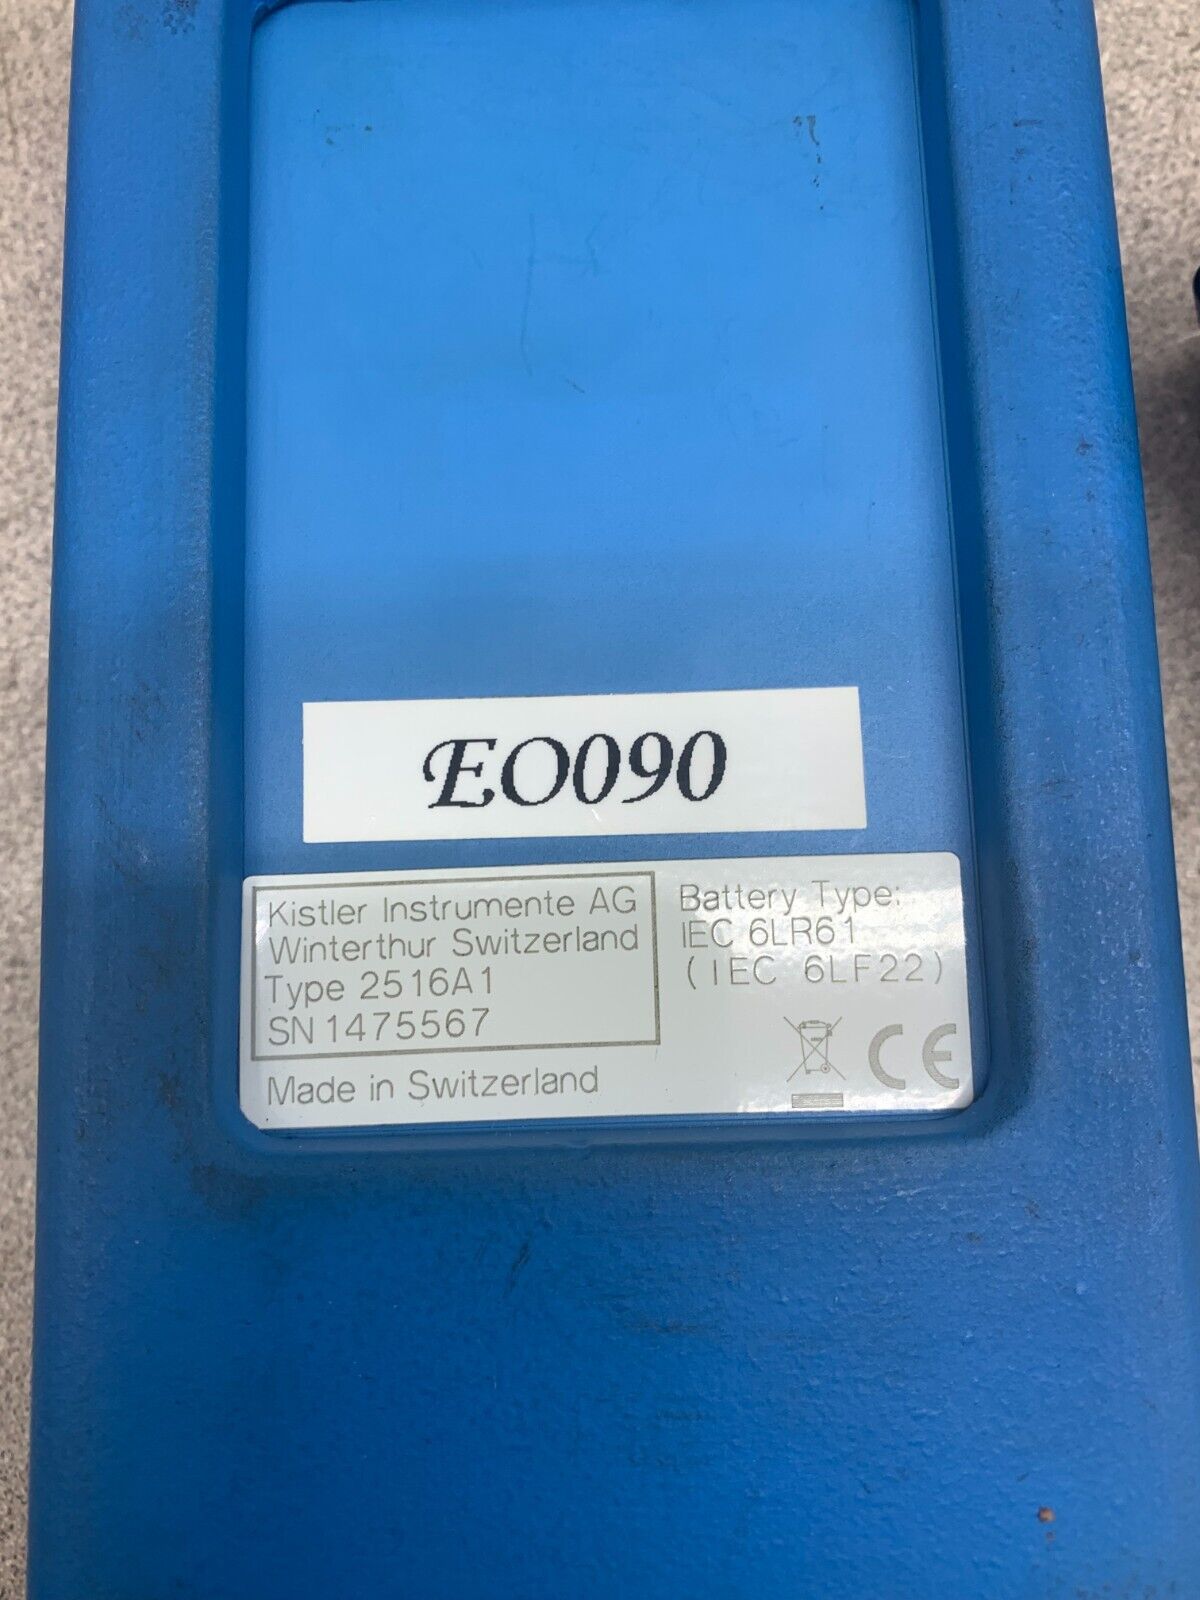 EO090
Kistler Instrumente AG
Winterthur Switzerland
Type 2516A1
SN 1475567
Made in Switzerland
Battery Type:
IEC 6LR61
(IEC 6LF22)
CE